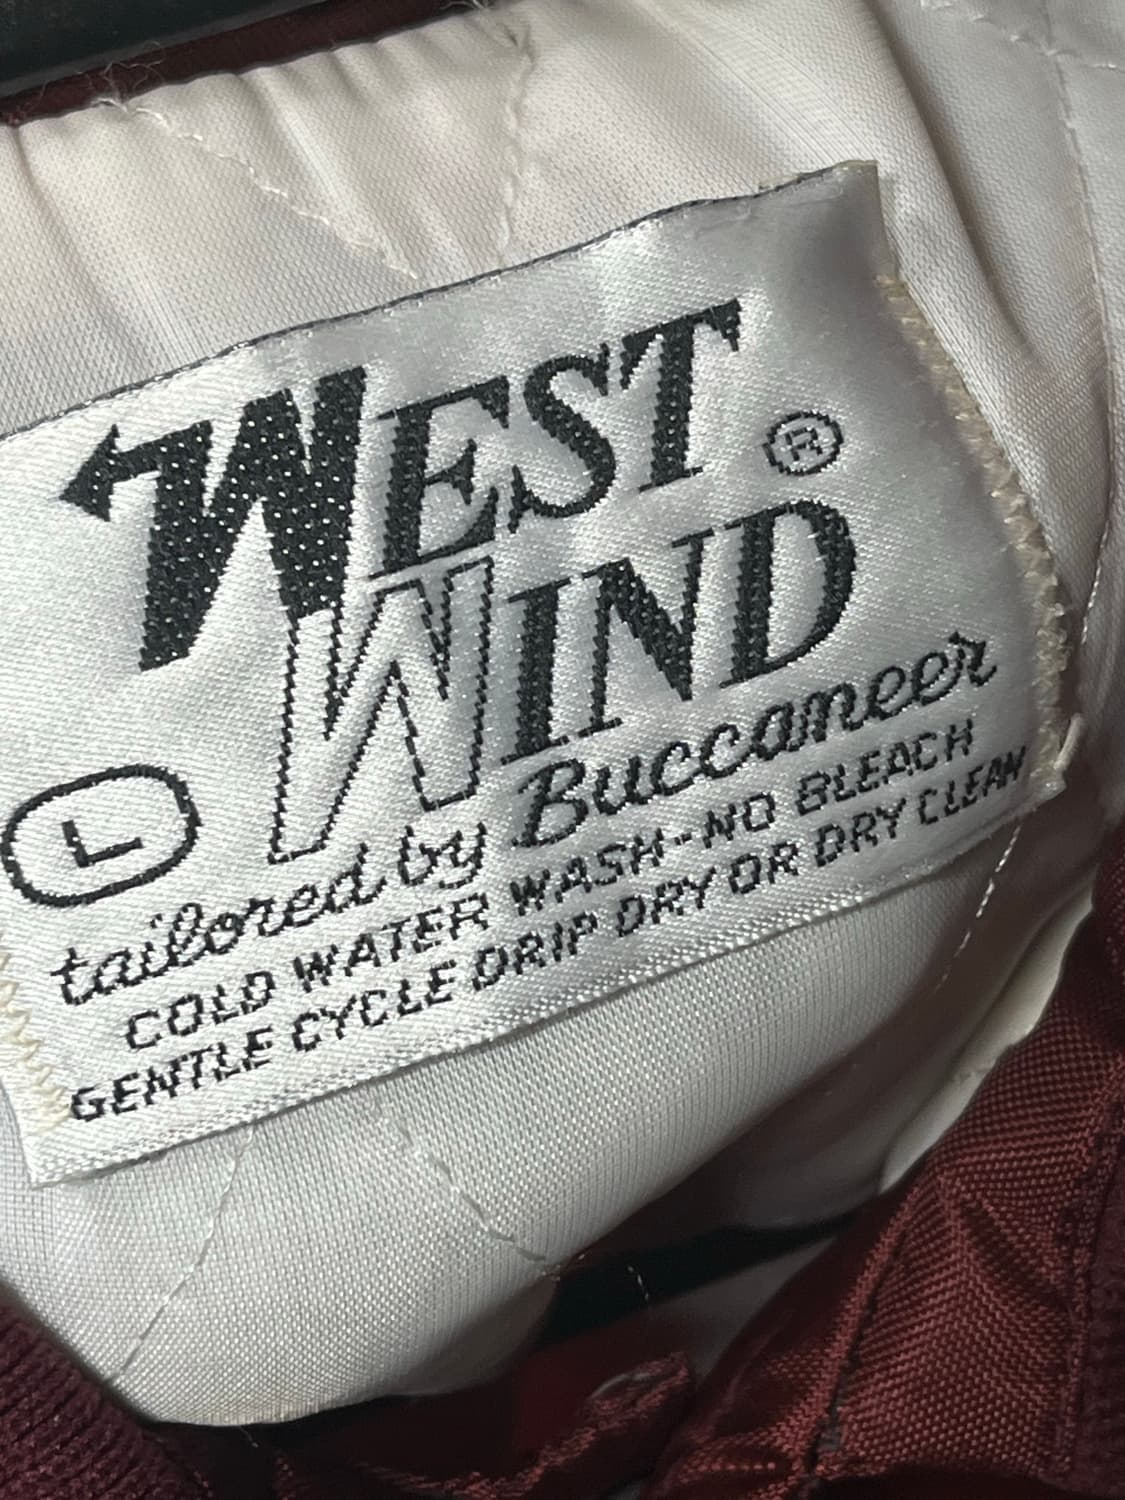 WEST
WIND ®
L
tailored by Buccaneer
COLD WATER WASH-NO BLEACH
GENTLE CYCLE DRIP DRY OR DRY CLEAN